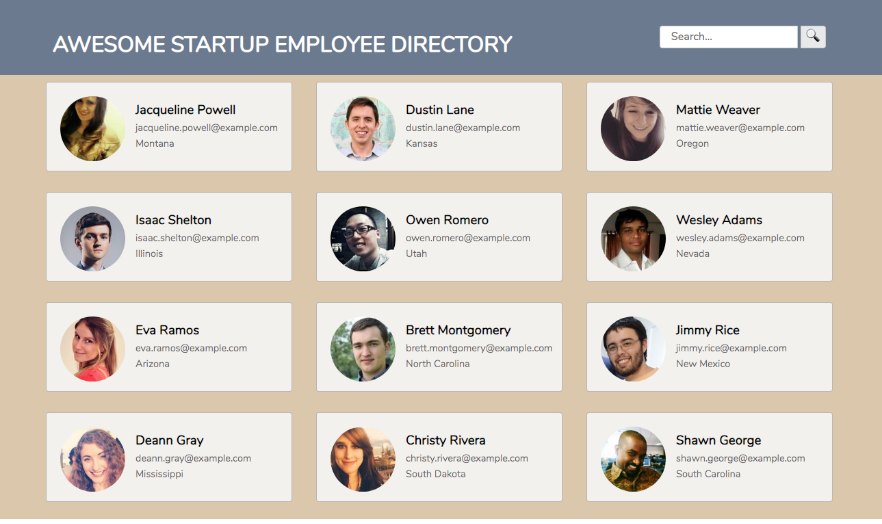 AWESOME STARTUP EMPLOYEE DIRECTORY
Search...
Jacqueline Powell
jacqueline.powell@example.com
Montana
Dustin Lane
dustin.lane@example.com
Kansas
Mattie Weaver
mattie.weaver@example.com
Oregon
Isaac Shelton
isaac.shelton@example.com
Illinois
Owen Romero
owen.romero@example.com
Utah
Wesley Adams
wesley.adams@example.com
Nevada
Eva Ramos
eva.ramos@example.com
Arizona
Brett Montgomery
brett.montgomery@example.com
North Carolina
Jimmy Rice
jimmy.rice@example.com
New Mexico
Deann Gray
deann.gray@example.com
Mississippi
Christy Rivera
christy.rivera@example.com
South Dakota
Shawn George
shawn.george@example.com
South Carolina